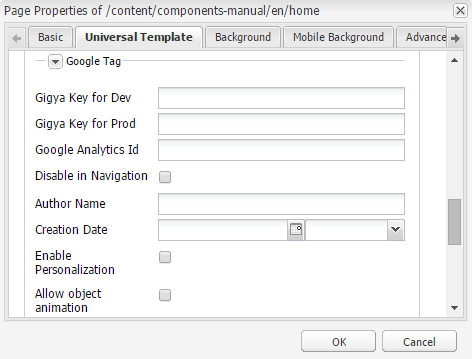 Page Properties of /content/components-manual/en/home
Basic Universal Template Background Mobile Background Advance
Google Tag
Gigya Key for Dev
Gigya Key for Prod
Google Analytics Id
Disable in Navigation
Author Name
Creation Date
Enable
Personalization
Allow object
animation
OK Cancel